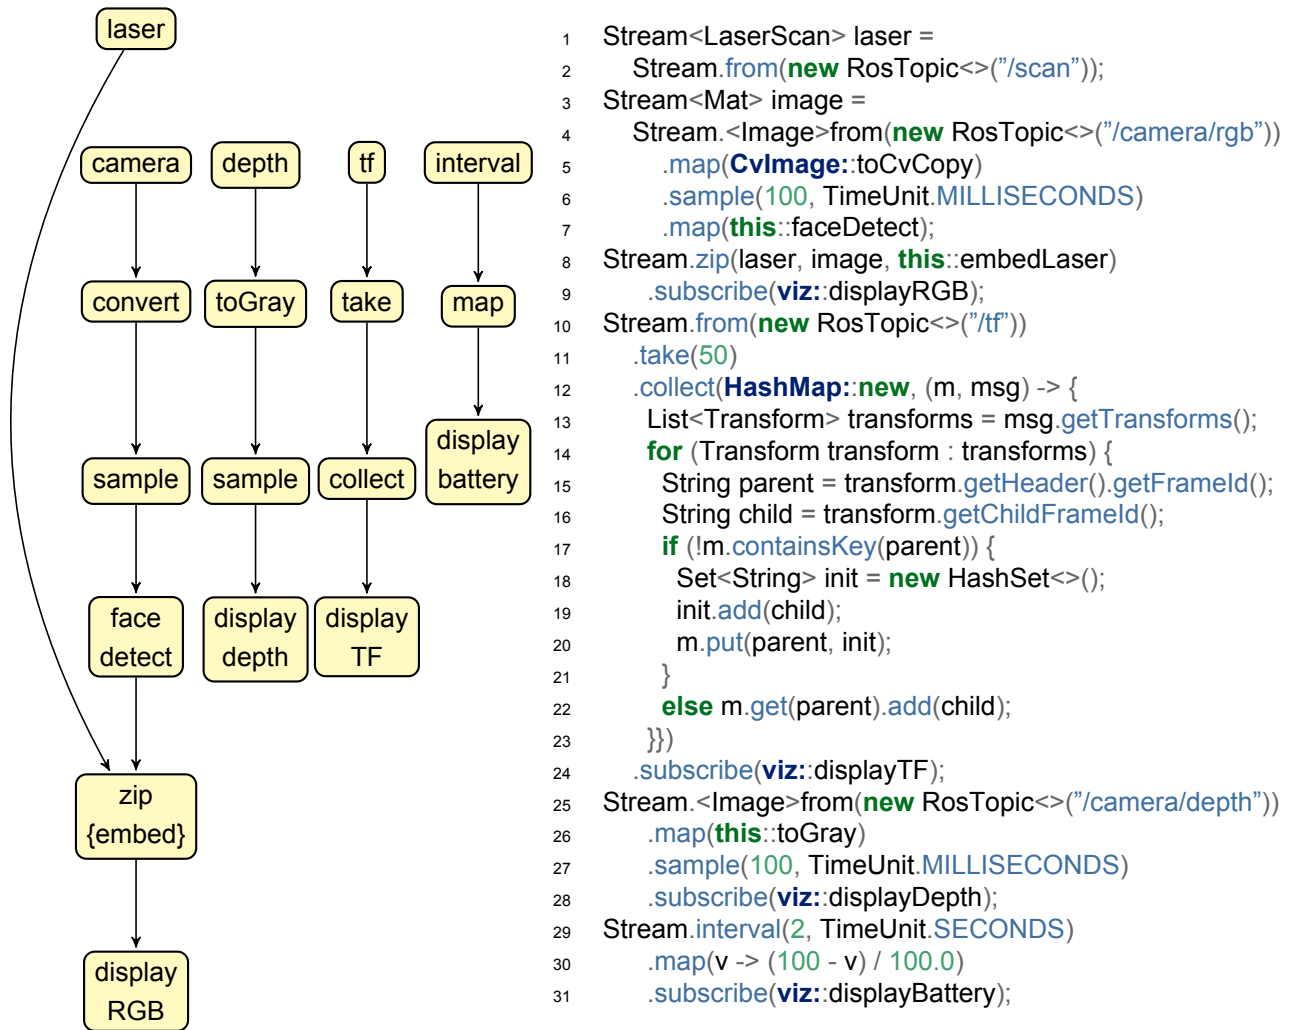 laser
camera
depth
tf
interval
convert
toGray
take
map
sample
sample
collect
display
battery
face
detect
display
depth
display
TF
zip
{embed}
display
RGB
1 Stream<LaserScan> laser =
2 Stream.from(new RosTopic<>("/scan"));
3 Stream<Mat> image =
4 Stream.<Image>from(new RosTopic<>("/camera/rgb"))
5 .map(CvImage::toCvCopy)
6 .sample(100, TimeUnit.MILLISECONDS)
7 .map(this::faceDetect);
8 Stream.zip(laser, image, this::embedLaser)
9 .subscribe(viz::displayRGB);
10 Stream.from(new RosTopic<>("/tf"))
11 .take(50)
12 .collect(HashMap::new, (m, msg) -> {
13 List<Transform> transforms = msg.getTransforms();
14 for (Transform transform : transforms) {
15 String parent = transform.getHeader().getFrameId();
16 String child = transform.getChildFrameId();
17 if (!m.containsKey(parent)) {
18 Set<String> init = new HashSet<>();
19 init.add(child);
20 m.put(parent, init);
21 }
22 else m.get(parent).add(child);
23 }})
24 .subscribe(viz::displayTF);
25 Stream.<Image>from(new RosTopic<>("/camera/depth"))
26 .map(this::toGray)
27 .sample(100, TimeUnit.MILLISECONDS)
28 .subscribe(viz::displayDepth);
29 Stream.interval(2, TimeUnit.SECONDS)
30 .map(v -> (100 - v) / 100.0)
31 .subscribe(viz::displayBattery);